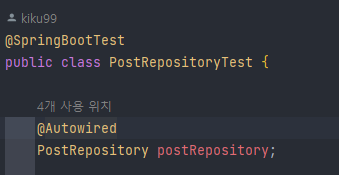 kiku99
@SpringBootTest
public class PostRepositoryTest {
4개 사용 위치
@Autowired
PostRepository postRepository;